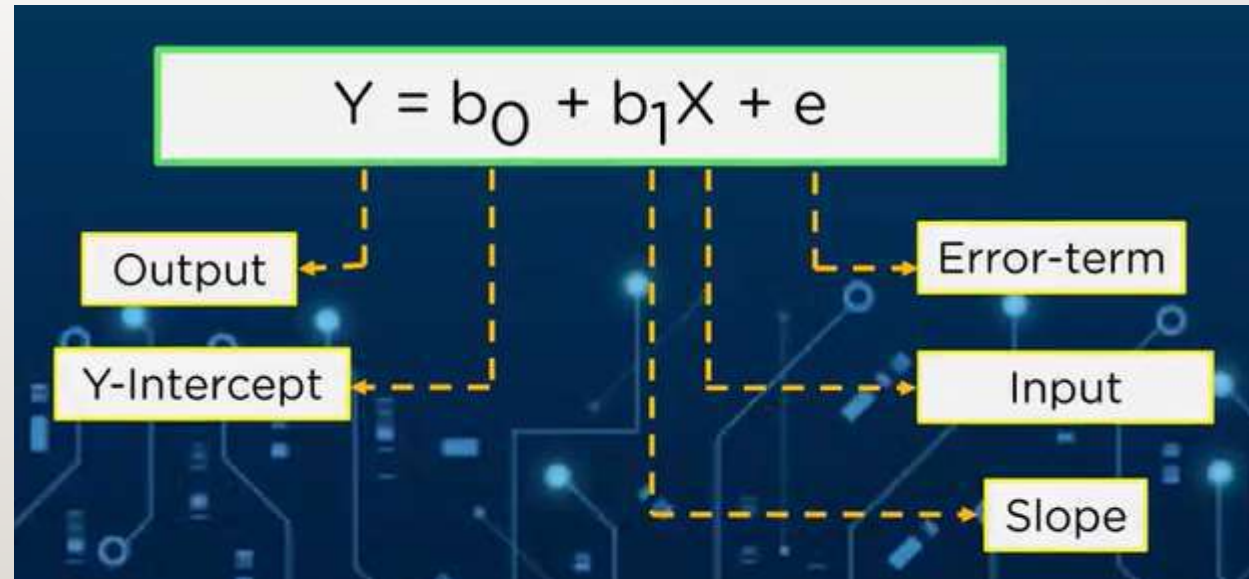 Y = b0 + b1X + e
Output
Error-term
Y-Intercept
Input
Slope